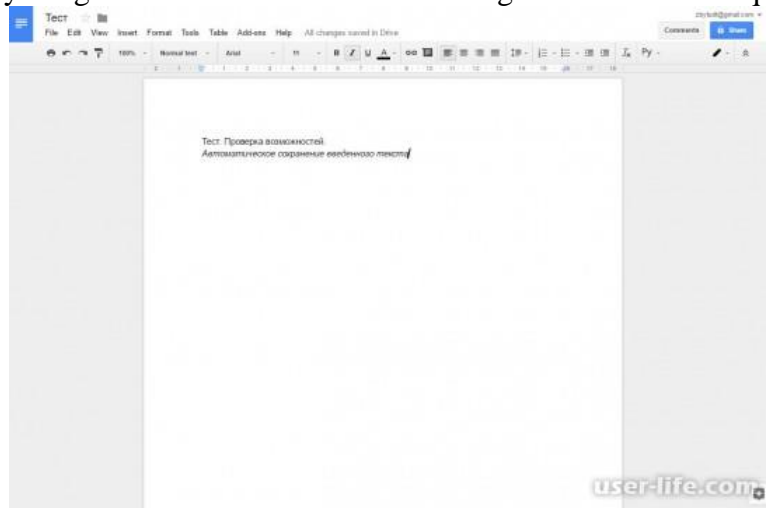 Тест
File Edit View Insert Format Tools Table Add-ons Help All changes saved in Drive
Comments Share
100% Normal text Arial 11 B I U A
Тест. Проверка возможностей.
Автоматическое сохранение введенного текста
user-life.com